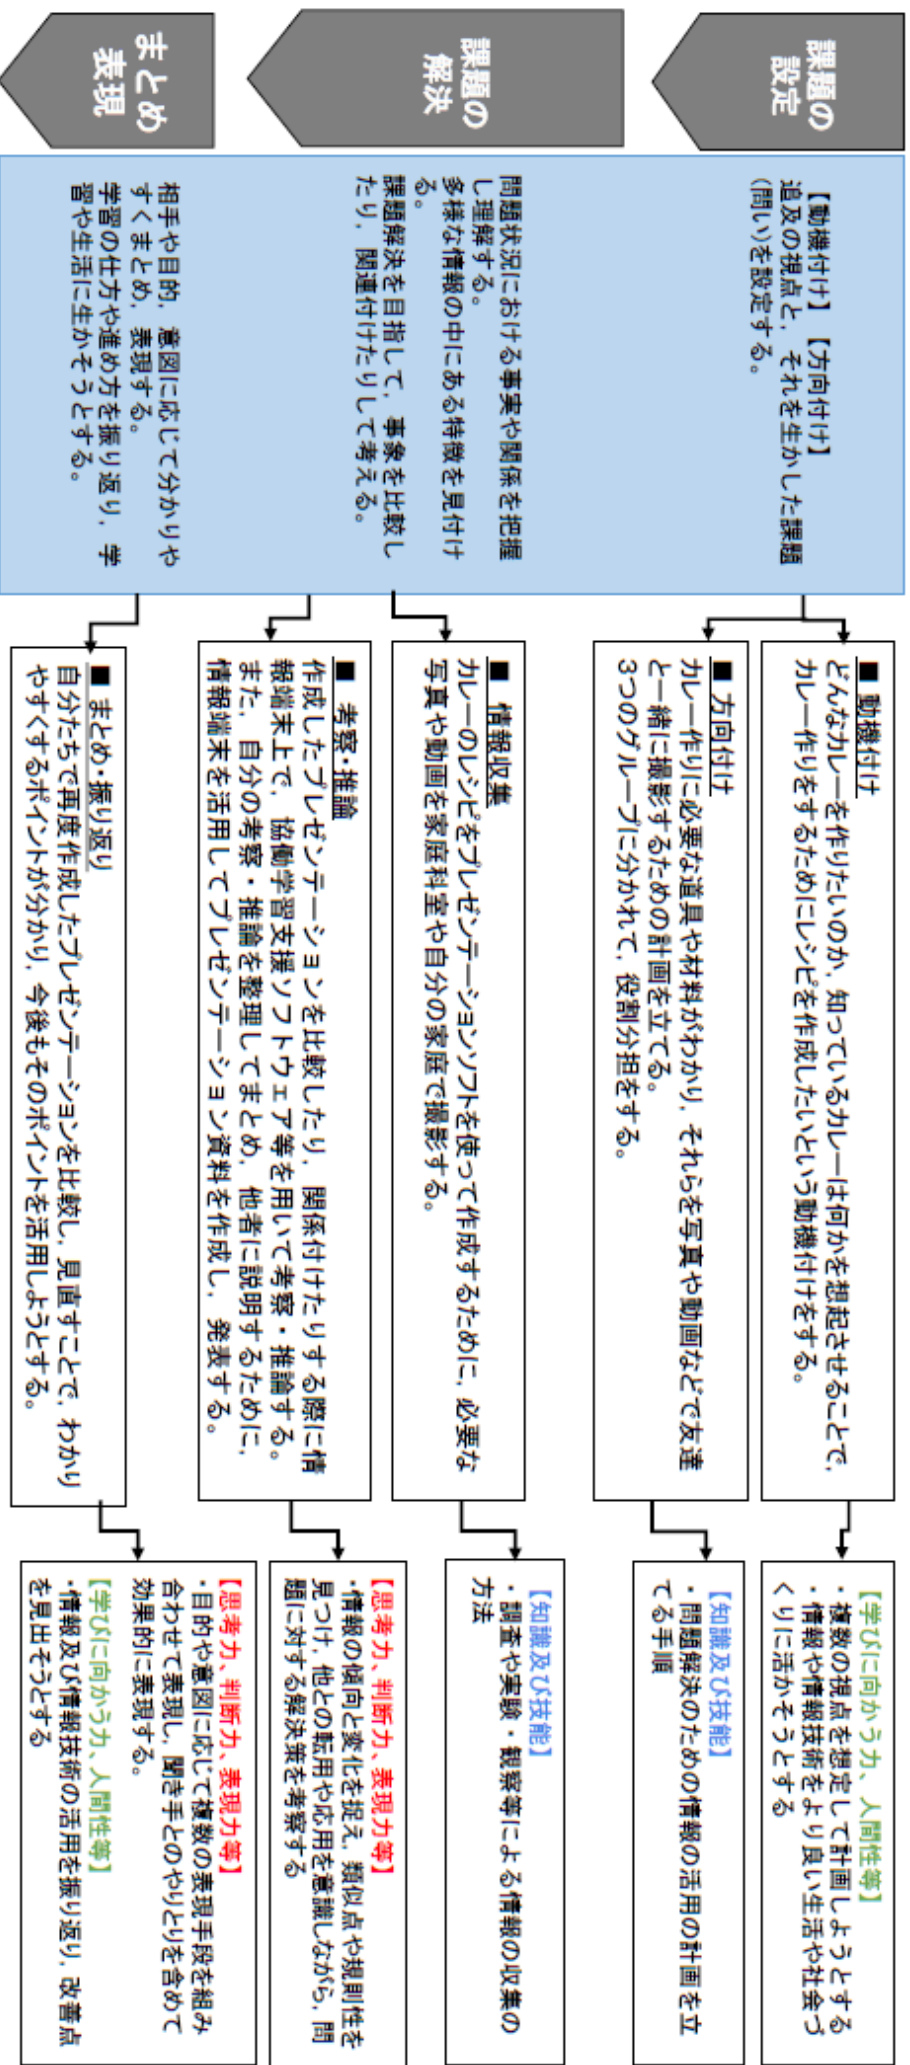 課題の
設定
【動機付け】【方向付け】
追及の視点と，それを生かした課題
(問い)を設定する。
■ 動機付け
どんなカレーを作りたいのか，知っているカレーは何かを想起させることで，
カレー作りをするためにレシピを作成したいという動機付けをする。
【学びに向かう力、人間性等】
・複数の視点を想定して計画しようとする
・情報や情報技術をより良い生活や社会づ
くりに活かそうとする
■ 方向付け
カレー作りに必要な道具や材料がわかり，それらを写真や動画などで友達
と一緒に撮影するための計画を立てる。
３つのグループに分かれて，役割分担をする。
【知識及び技能】
・問題解決のための情報の活用の計画を立
てる手順
課題の
解決
問題状況における事実や関係を把握
し理解する。
多様な情報の中にある特徴を見付け
る。
課題解決を目指して，事象を比較し
たり，関連付けたりして考える。
■ 情報収集
カレーのレシピをプレゼンテーションソフトを使って作成するために，必要な
写真や動画を家庭科室や自分の家庭で撮影する。
【知識及び技能】
・調査や実験・観察等による情報の収集の
方法
■ 考察・推論
作成したプレゼンテーションを比較したり，関係付けたりする際に情
報端末上で，協働学習支援ソフトウェア等を用いて考察・推論する。
また，自分の考察・推論を整理してまとめ，他者に説明するために，
情報端末を活用してプレゼンテーション資料を作成し，発表する。
【思考力、判断力、表現力等】
・情報の傾向と変化を捉え，類似点や規則性を
見つけ，他との転用や応用を意識しながら，問
題に対する解決策を考察する
まとめ
表現
相手や目的，意図に応じて分かりや
すくまとめ，表現する。
学習の仕方や進め方を振り返り，学
習や生活に生かそうとする。
■ まとめ・振り返り
自分たちで再度作成したプレゼンテーションを比較し，見直すことで，わかり
やすくするポイントが分かり，今後もそのポイントを活用しようとする。
【思考力、判断力、表現力等】
・目的や意図に応じて複数の表現手段を組み
合わせて表現し，聞き手とのやりとりを含めて
効果的に表現する。
【学びに向かう力、人間性等】
・情報及び情報技術の活用を振り返り，改善点
を見出そうとする